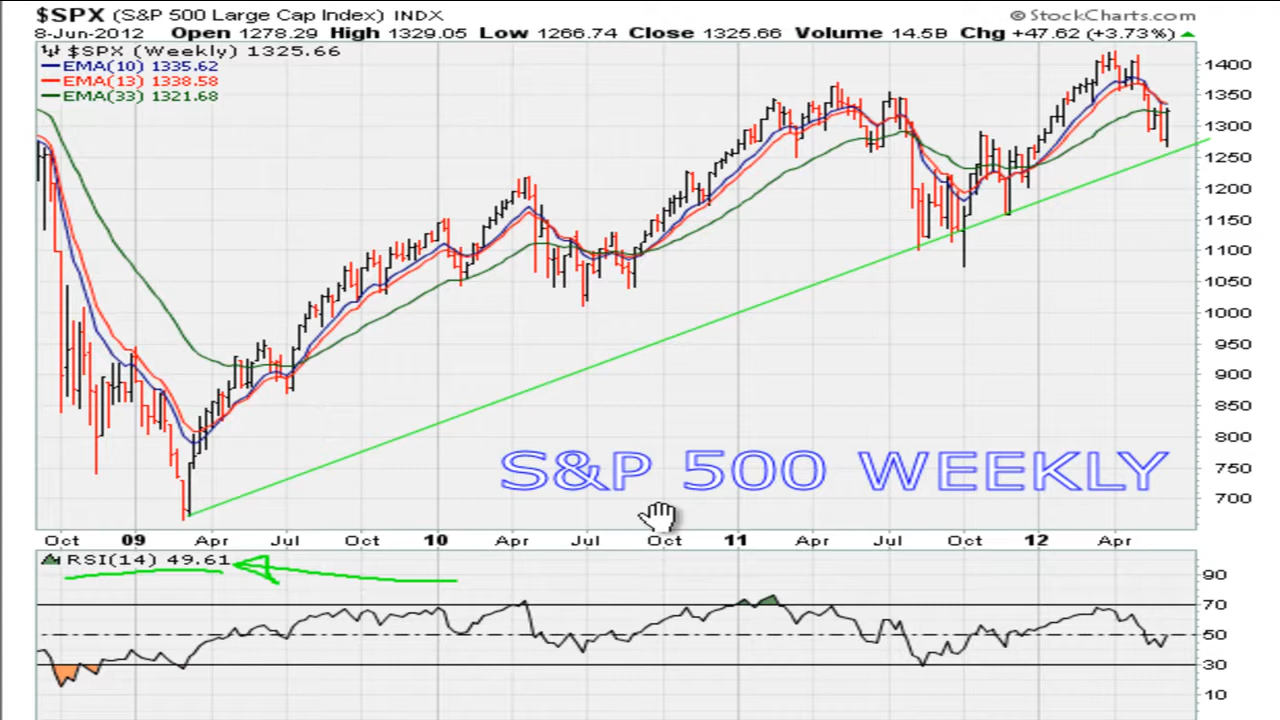 $SPX (S&P 500 Large Cap Index) INDX
© StockCharts.com
8-Jun-2012 Open 1278.29 High 1329.05 Low 1266.74 Close 1325.66 Volume 14.5B Chg +47.62 (+3.73%)
$SPX (Weekly) 1325.66
EMA(10) 1335.62
EMA(13) 1338.58
EMA(33) 1321.68
1400
1350
1300
1250
1200
1150
1100
1050
1000
950
900
850
800
750
700
S&P 500 WEEKLY
Oct 09 Apr Jul Oct 10 Apr Jul Oct 11 Apr Jul Oct 12 Apr
RSI(14) 49.61
90
70
50
30
10